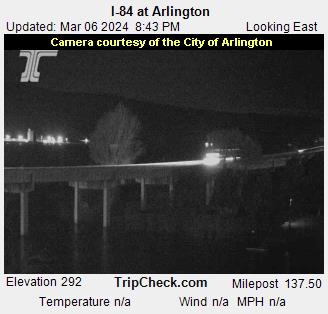 I-84 at Arlington
Updated: Mar 06 2024 8:43 PM Looking East
Camera courtesy of the City of Arlington
Elevation 292 TripCheck.com Milepost 137.50
Temperature n/a Wind n/a MPH n/a